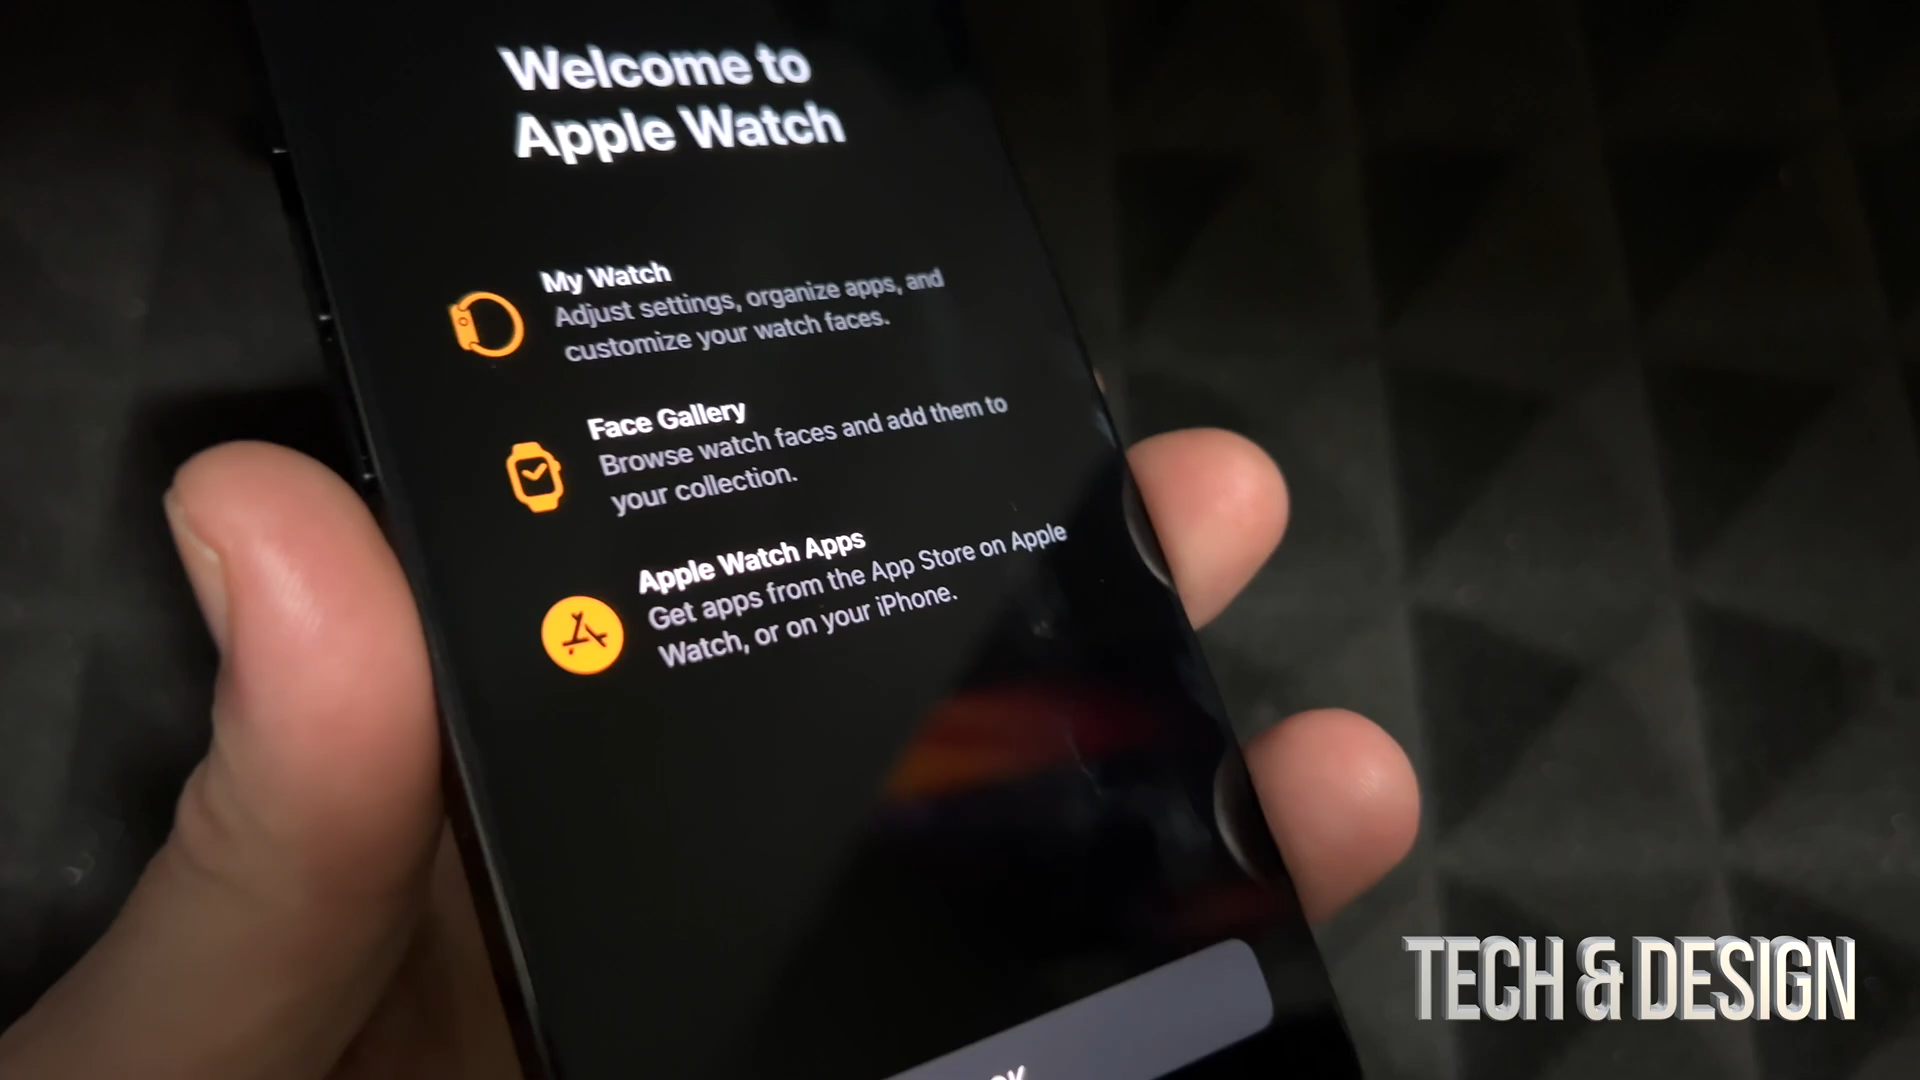 Welcome to
Apple Watch
My Watch
Adjust settings, organize apps, and
customize your watch faces.
Face Gallery
Browse watch faces and add them to
your collection.
Apple Watch Apps
Get apps from the App Store on Apple
Watch, or on your iPhone.
OK
TECH & DESIGN